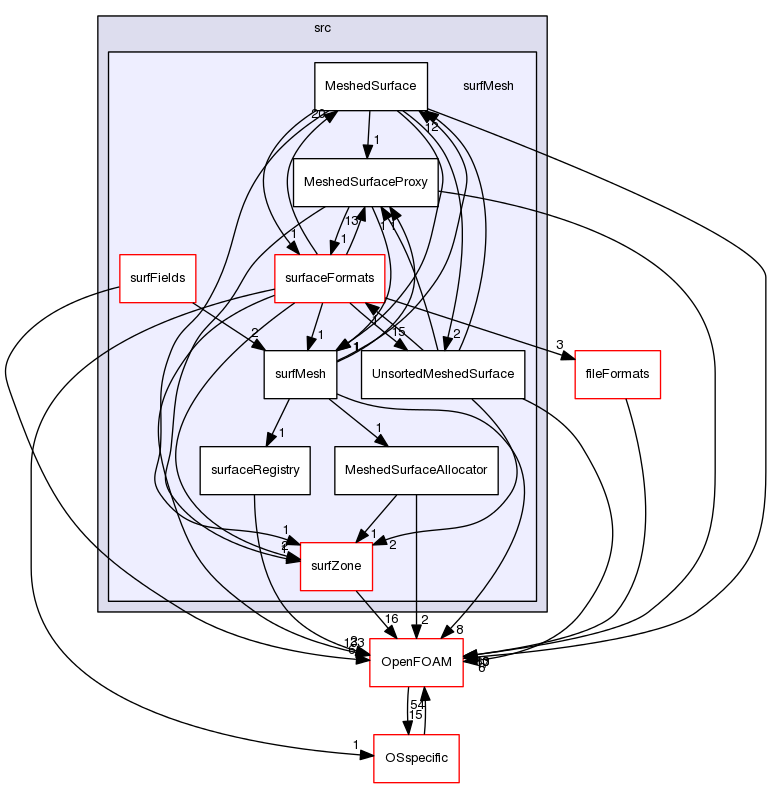 src
MeshedSurface
surfMesh
20
12
1
MeshedSurfaceProxy
13
1
1
1
1
surfFields
surfaceFormats
2
1
1
15
2
3
surfMesh
UnsortedMeshedSurface
fileFormats
1
1
surfaceRegistry
MeshedSurfaceAllocator
1
1
2
surfZone
16
2
8
OpenFOAM
6
54
15
1
OSspecific